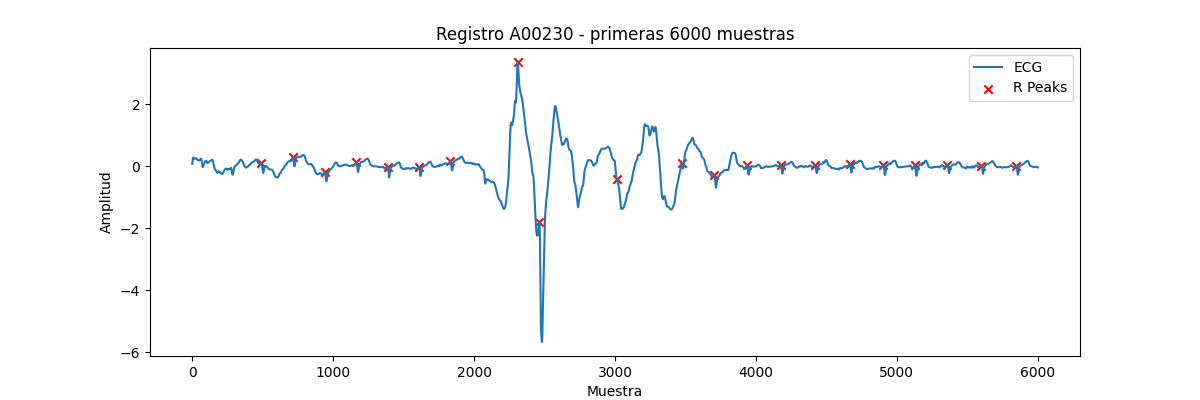 Registro A00230 - primeras 6000 muestras
ECG
R Peaks
Amplitud
2
0
−2
−4
−6
0 1000 2000 3000 4000 5000 6000
Muestra